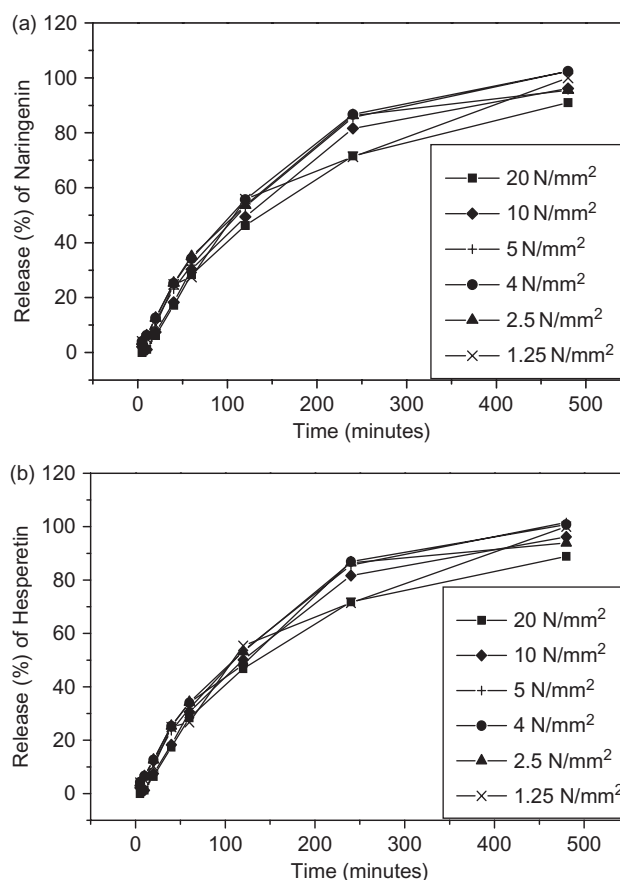 (a)
120
100
80
60
40
20
0
Release (%) of Naringenin
20 N/mm²
10 N/mm²
5 N/mm²
4 N/mm²
2.5 N/mm²
1.25 N/mm²
0 100 200 300 400 500
Time (minutes)
(b)
120
100
80
60
40
20
0
Release (%) of Hesperetin
20 N/mm²
10 N/mm²
5 N/mm²
4 N/mm²
2.5 N/mm²
1.25 N/mm²
0 100 200 300 400 500
Time (minutes)